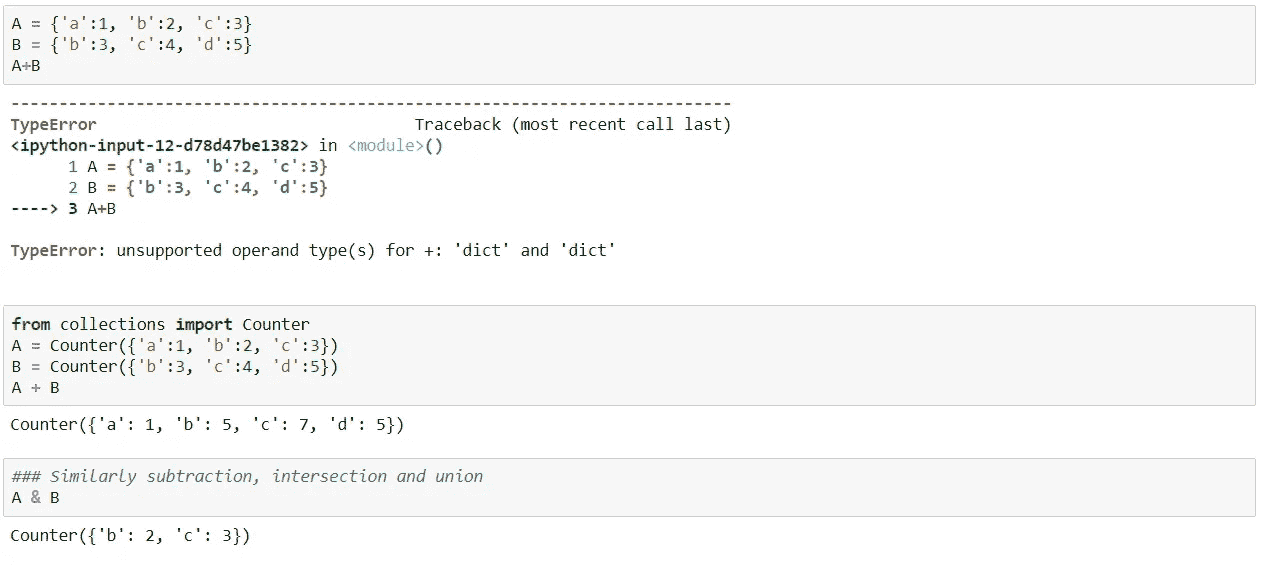 A = {'a':1, 'b':2, 'c':3}
B = {'b':3, 'c':4, 'd':5}
A+B
---------------------------------------------------------------------------
TypeError                                 Traceback (most recent call last)
<ipython-input-12-d78d47be1382> in <module>()
      1 A = {'a':1, 'b':2, 'c':3}
      2 B = {'b':3, 'c':4, 'd':5}
----> 3 A+B
TypeError: unsupported operand type(s) for +: 'dict' and 'dict'
from collections import Counter
A = Counter({'a':1, 'b':2, 'c':3})
B = Counter({'b':3, 'c':4, 'd':5})
A + B
Counter({'a': 1, 'b': 5, 'c': 7, 'd': 5})
### Similarly subtraction, intersection and union
A & B
Counter({'b': 2, 'c': 3})